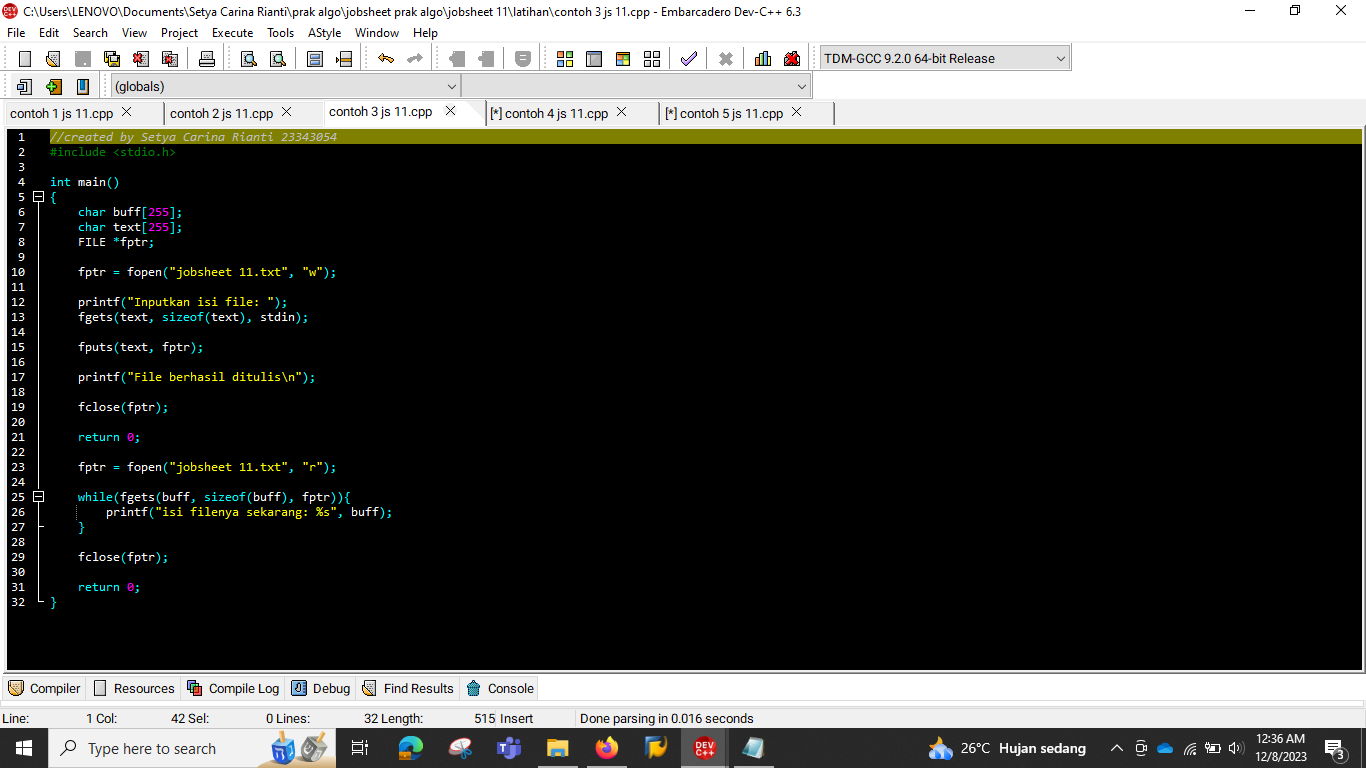 C:\Users\LENOVO\Documents\Setya Carina Rianti\prak algo\jobsheet prak algo\jobsheet 11\latihan\contoh 3 js 11.cpp - Embarcadero Dev-C++ 6.3
File Edit Search View Project Execute Tools AStyle Window Help
TDM-GCC 9.2.0 64-bit Release
(globals)
contoh 1 js 11.cpp contoh 2 js 11.cpp contoh 3 js 11.cpp [*] contoh 4 js 11.cpp [*] contoh 5 js 11.cpp
1 //created by Setya Carina Rianti 23343054
2 #include <stdio.h>
3
4 int main()
5 {
6 char buff[255];
7 char text[255];
8 FILE *fptr;
9
10 fptr = fopen("jobsheet 11.txt", "w");
11
12 printf("Inputkan isi file: ");
13 fgets(text, sizeof(text), stdin);
14
15 fputs(text, fptr);
16
17 printf("File berhasil ditulis\n");
18
19 fclose(fptr);
20
21 return 0;
22
23 fptr = fopen("jobsheet 11.txt", "r");
24
25 while(fgets(buff, sizeof(buff), fptr)){
26 printf("isi filenya sekarang: %s", buff);
27 }
28
29 fclose(fptr);
30
31 return 0;
32 }
Compiler Resources Compile Log Debug Find Results Console
Line: 1 Col: 42 Sel: 0 Lines: 32 Length: 515 Insert Done parsing in 0.016 seconds
Type here to search DEV C++ 26°C Hujan sedang 12:36 AM
12/8/2023 3